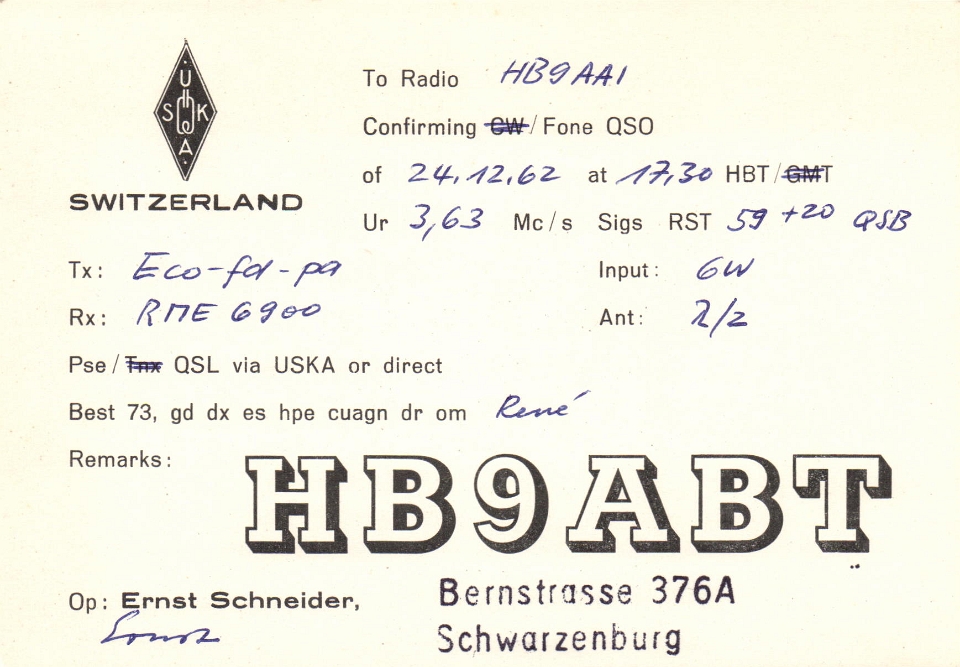 USKA
SWITZERLAND
To Radio HB9AAI
Confirming CW/Fone QSO
of 24.12.62 at 17,30 HBT/GMT
Ur 3,63 Mc/s Sigs RST 59 +20 QSB
Tx: Eco-fd-pa Input: 6W
Rx: RME 6900 Ant: λ/2
Pse/Tnx QSL via USKA or direct
Best 73, gd dx es hpe cuagn dr om René
Remarks:
HB9ABT
Op: Ernst Schneider,
Bernstrasse 376A
Ernst
Schwarzenburg